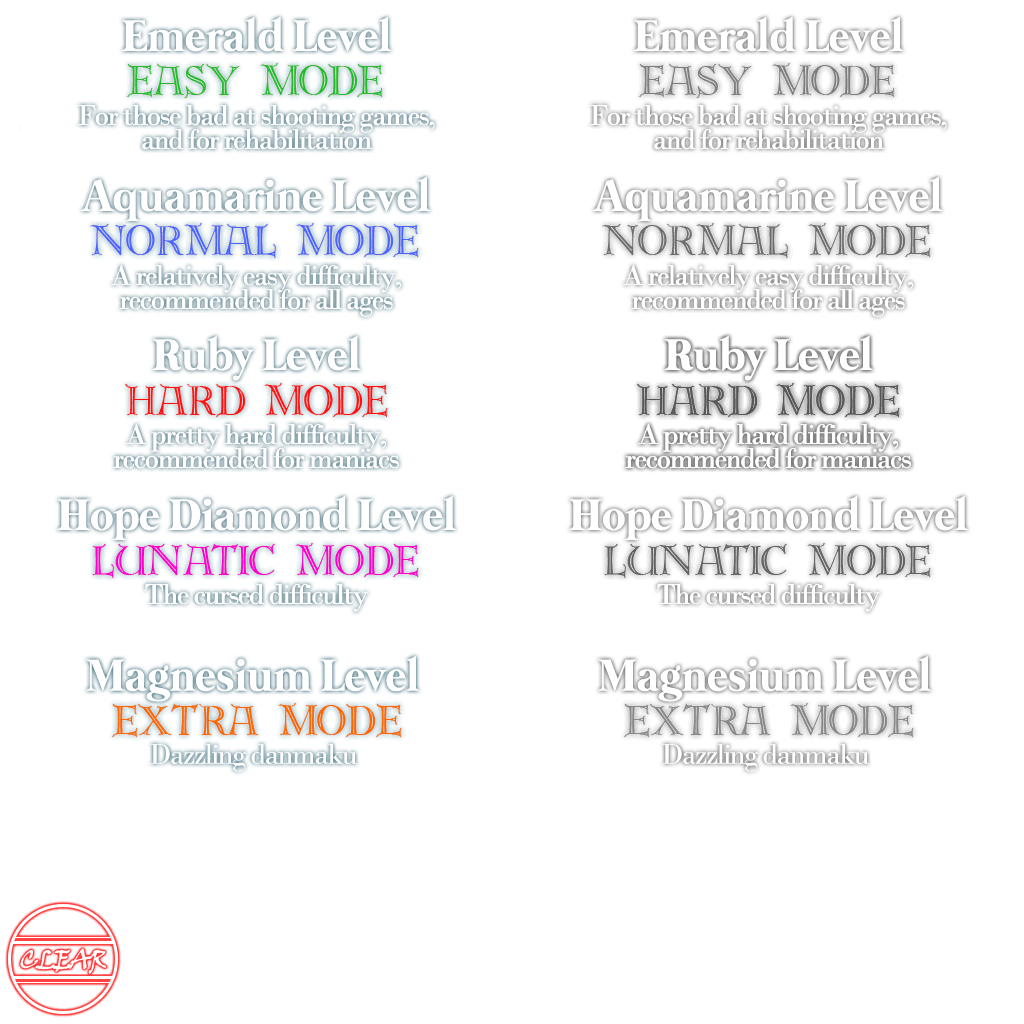 Emerald Level
EASY MODE
For those bad at shooting games,
and for rehabilitation
Emerald Level
EASY MODE
For those bad at shooting games,
and for rehabilitation
Aquamarine Level
NORMAL MODE
A relatively easy difficulty,
recommended for all ages
Aquamarine Level
NORMAL MODE
A relatively easy difficulty,
recommended for all ages
Ruby Level
HARD MODE
A pretty hard difficulty,
recommended for maniacs
Ruby Level
HARD MODE
A pretty hard difficulty,
recommended for maniacs
Hope Diamond Level
LUNATIC MODE
The cursed difficulty
Hope Diamond Level
LUNATIC MODE
The cursed difficulty
Magnesium Level
EXTRA MODE
Dazzling danmaku
Magnesium Level
EXTRA MODE
Dazzling danmaku
CLEAR